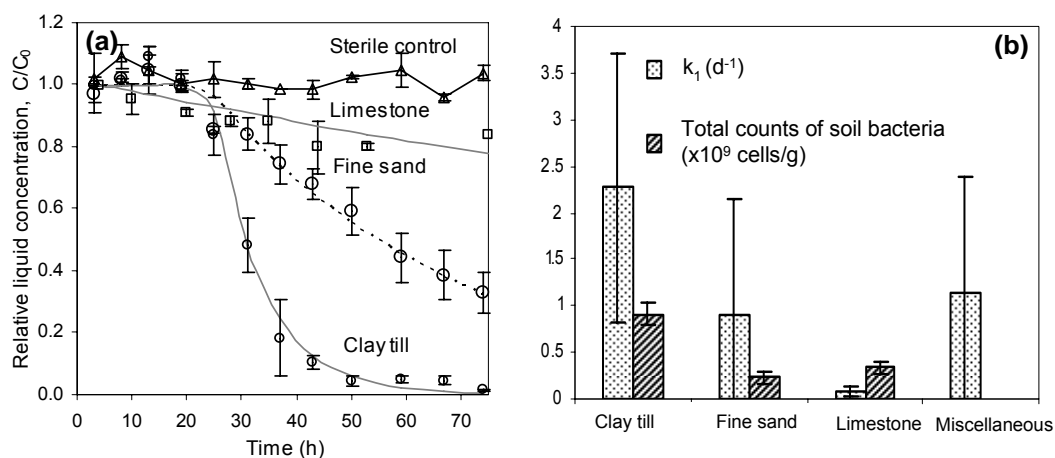 (a)
Relative liquid concentration, C/C₀
1.2
1.0
0.8
0.6
0.4
0.2
0.0
Sterile control
Limestone
Fine sand
Clay till
0 10 20 30 40 50 60 70
Time (h)
(b)
4
3.5
3
2.5
2
1.5
1
0.5
0
k₁ (d⁻¹)
Total counts of soil bacteria
(x10⁹ cells/g)
Clay till Fine sand Limestone Miscellaneous